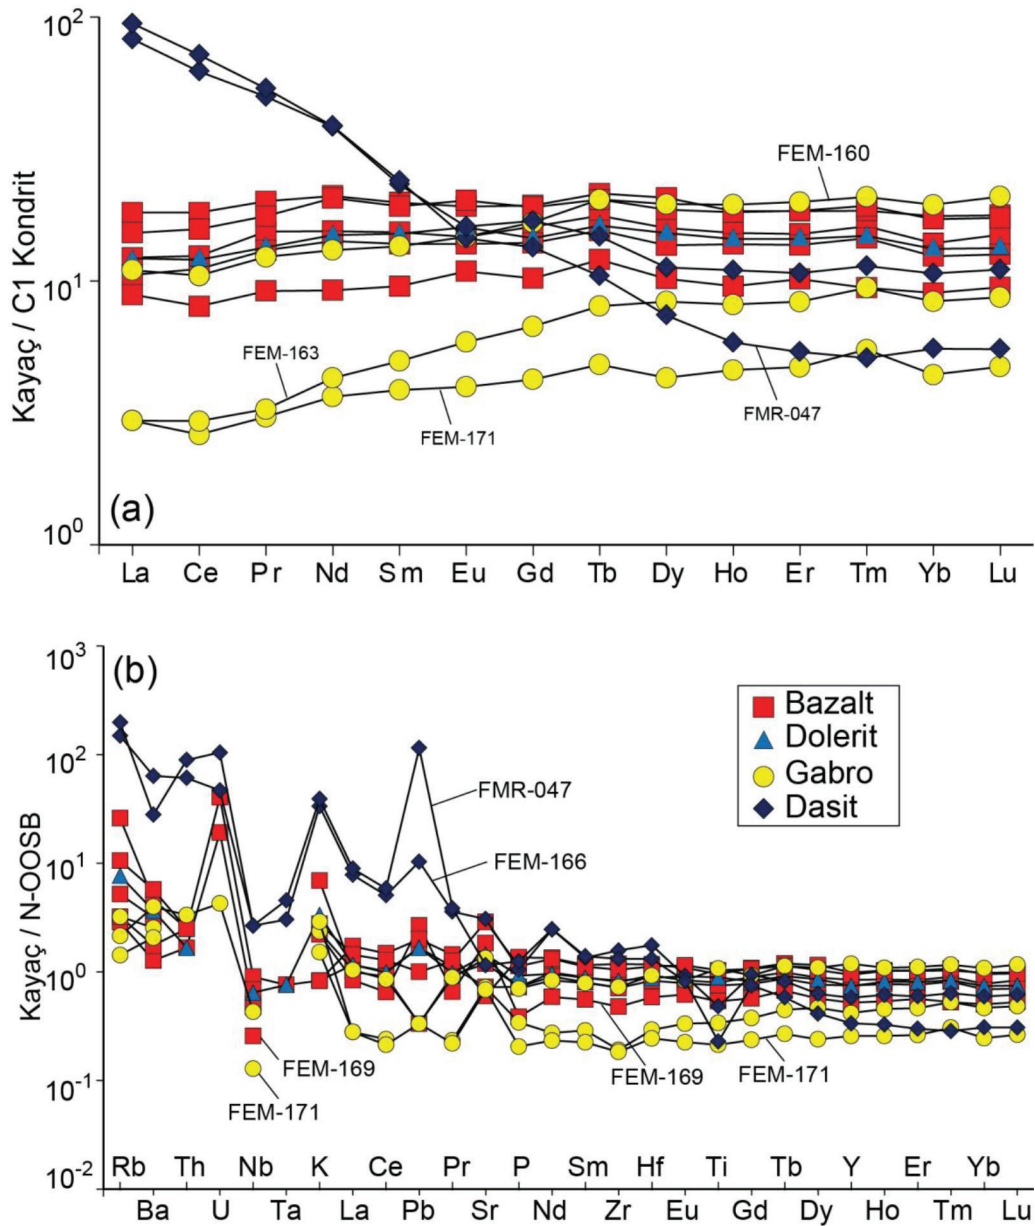 10²
FEM-160
Kayaç / C1 Kondrit
10¹
FEM-163
FEM-171
FMR-047
(a)
10⁰
La Ce Pr Nd Sm Eu Gd Tb Dy Ho Er Tm Yb Lu
10³
(b)
Bazalt
Dolerit
Gabro
Dasit
10²
FMR-047
FEM-166
10¹
Kayaç / N-OOSB
10⁰
FEM-169
FEM-169
FEM-171
FEM-171
10⁻¹
Rb Th Nb K Ce Pr P Sm Hf Ti Tb Y Er Yb
10⁻²
Ba U Ta La Pb Sr Nd Zr Eu Gd Dy Ho Tm Lu